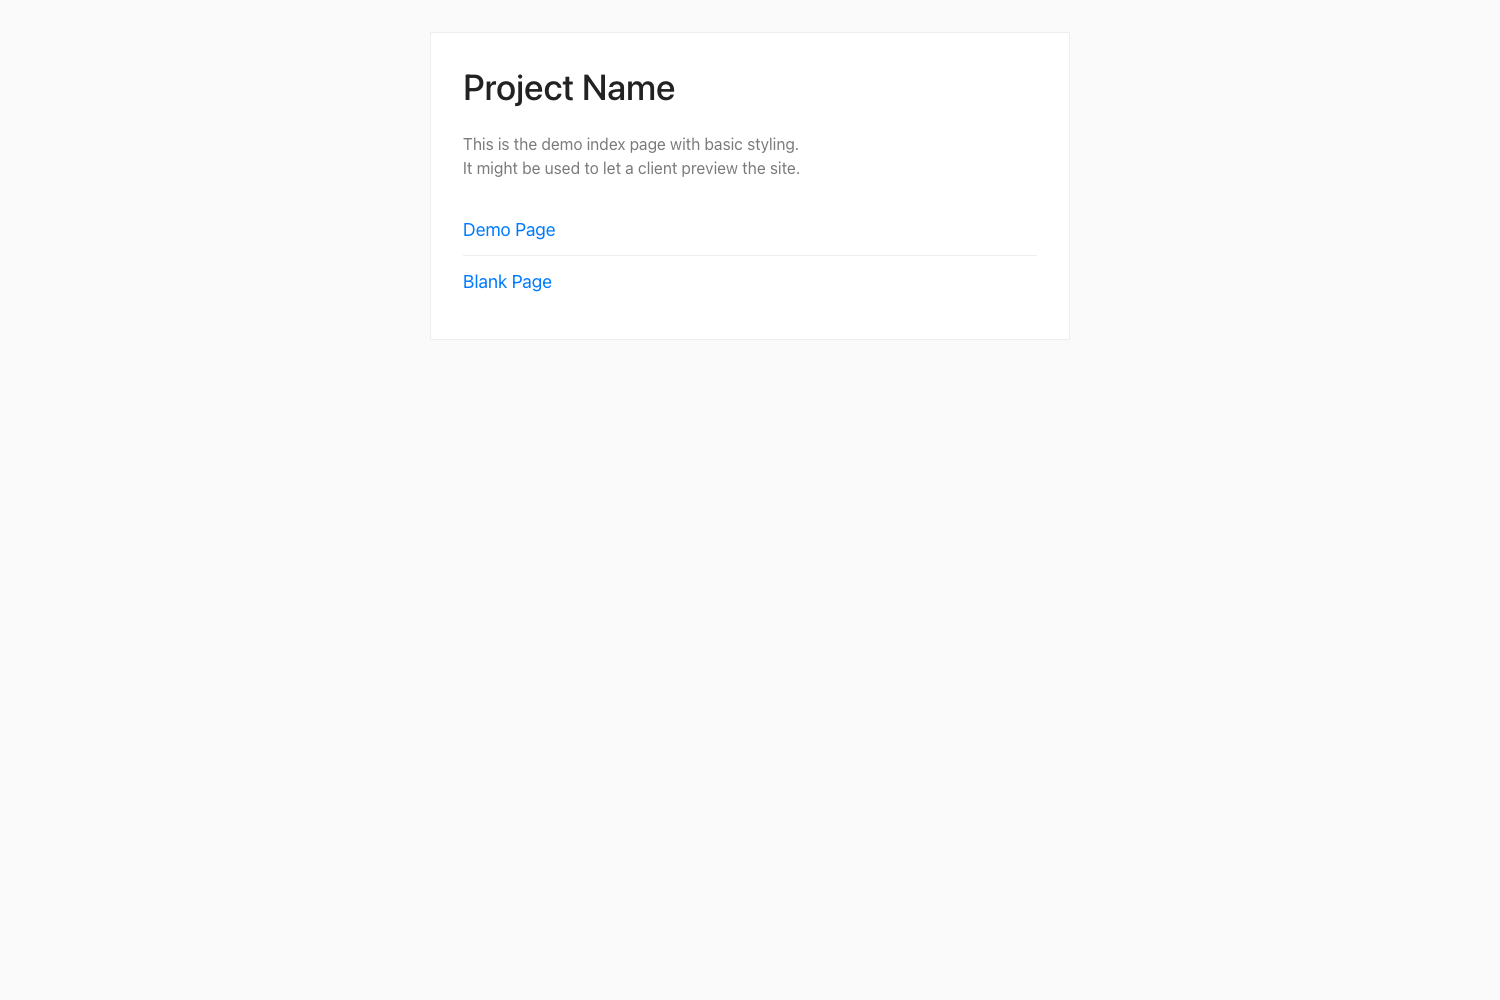 Project Name
This is the demo index page with basic styling.
It might be used to let a client preview the site.
Demo Page
Blank Page